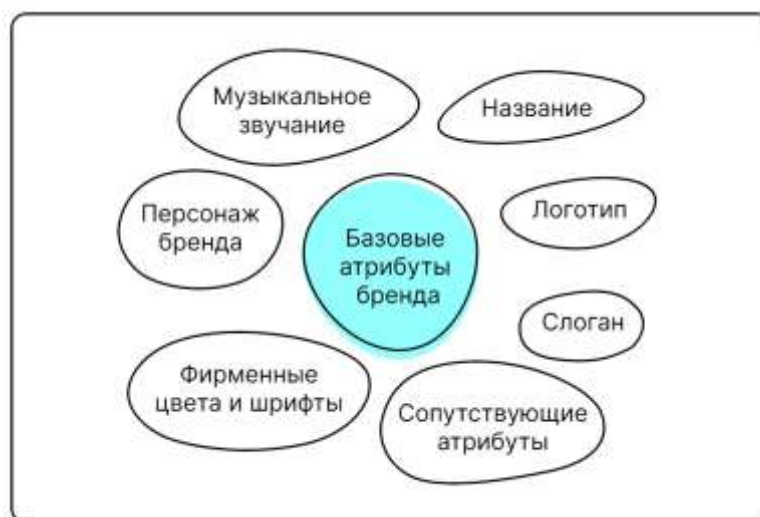 Музыкальное
звучание
Название
Персонаж
бренда
Базовые
атрибуты
бренда
Логотип
Слоган
Фирменные
цвета и шрифты
Сопутствующие
атрибуты